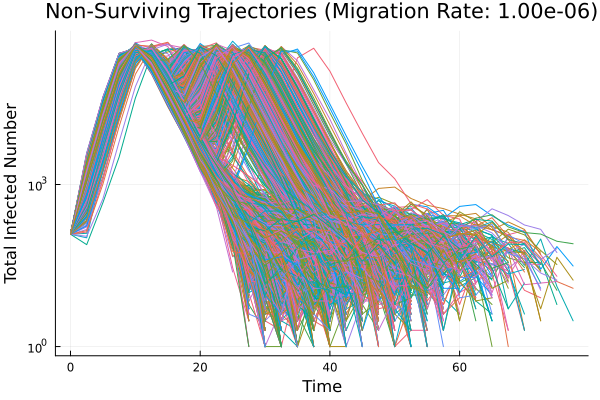 Non-Surviving Trajectories (Migration Rate: 1.00e-06)
Total Infected Number
10³
10⁰
0 20 40 60
Time